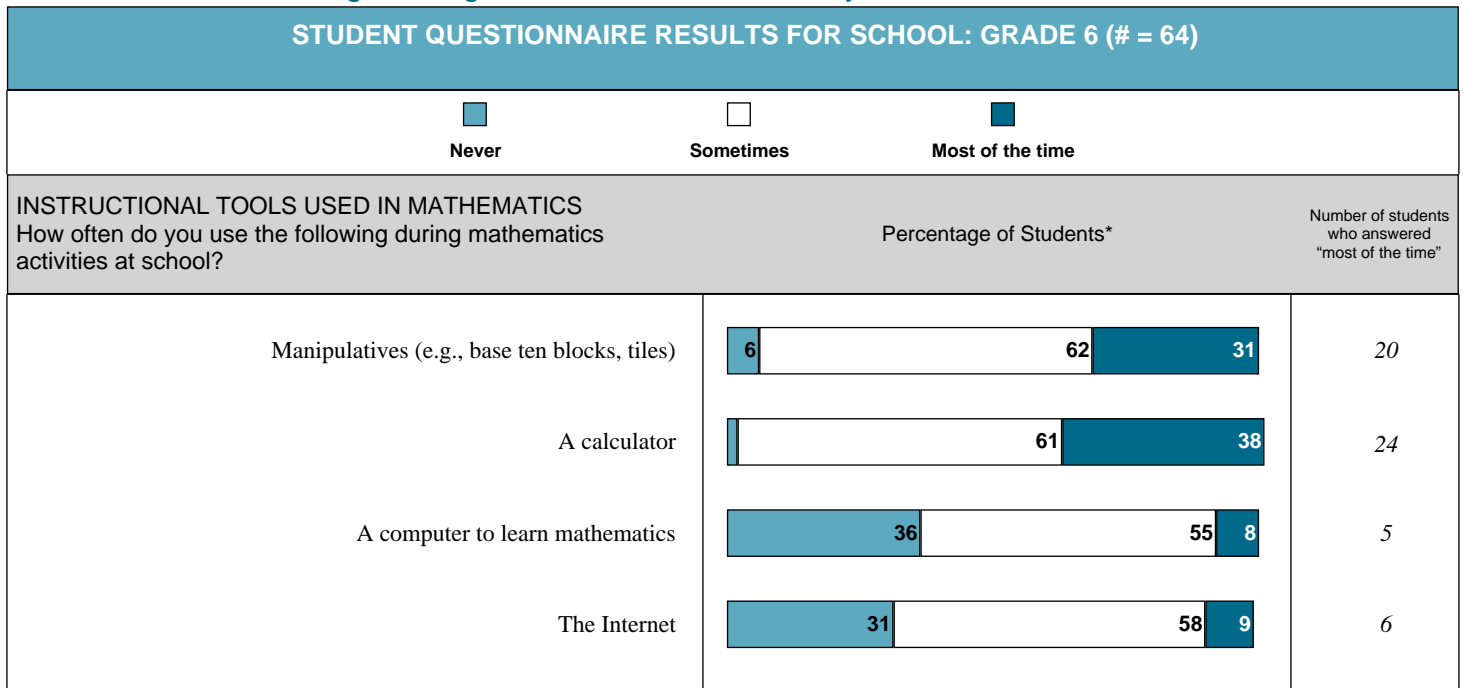 STUDENT QUESTIONNAIRE RESULTS FOR SCHOOL: GRADE 6 (# = 64)
Never Sometimes Most of the time
INSTRUCTIONAL TOOLS USED IN MATHEMATICS
How often do you use the following during mathematics
activities at school?
Percentage of Students*
Number of students
who answered
“most of the time”
Manipulatives (e.g., base ten blocks, tiles) 6 62 31 20
A calculator 61 38 24
A computer to learn mathematics 36 55 8 5
The Internet 31 58 9 6